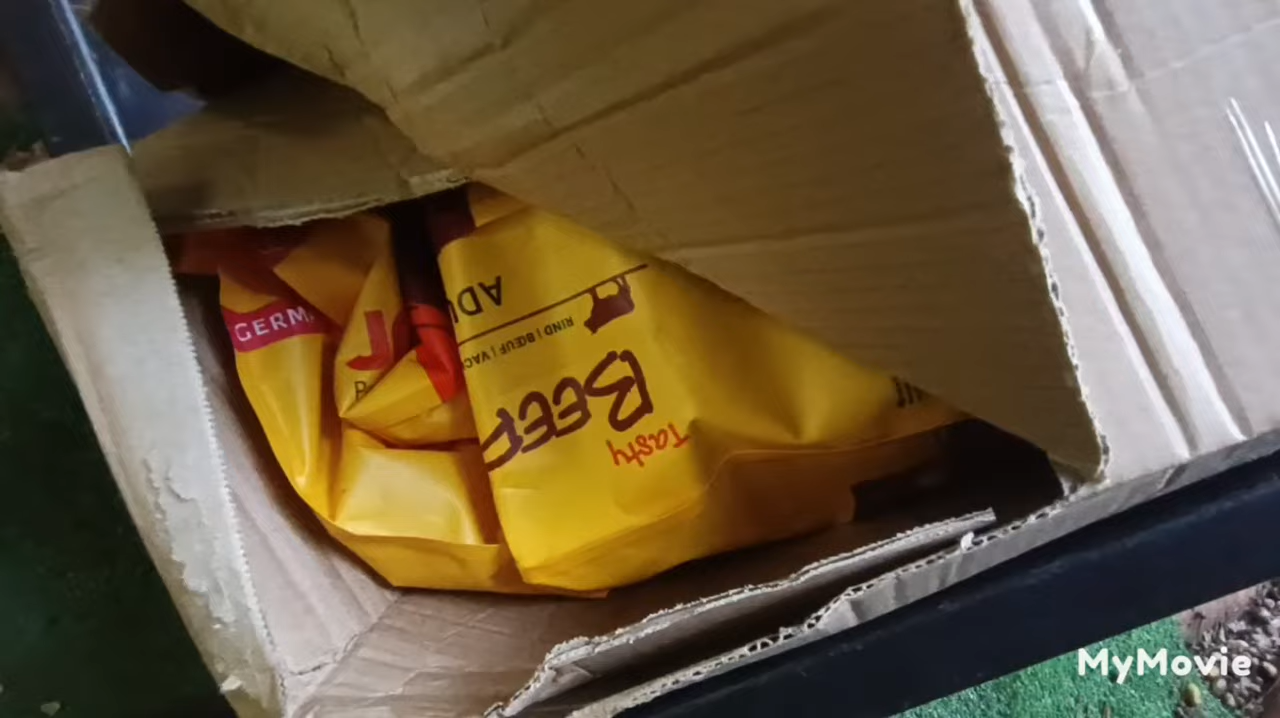 GERM
J
ADU
RIND | BŒUF | VAC
BEEF
Tasty
MyMovie